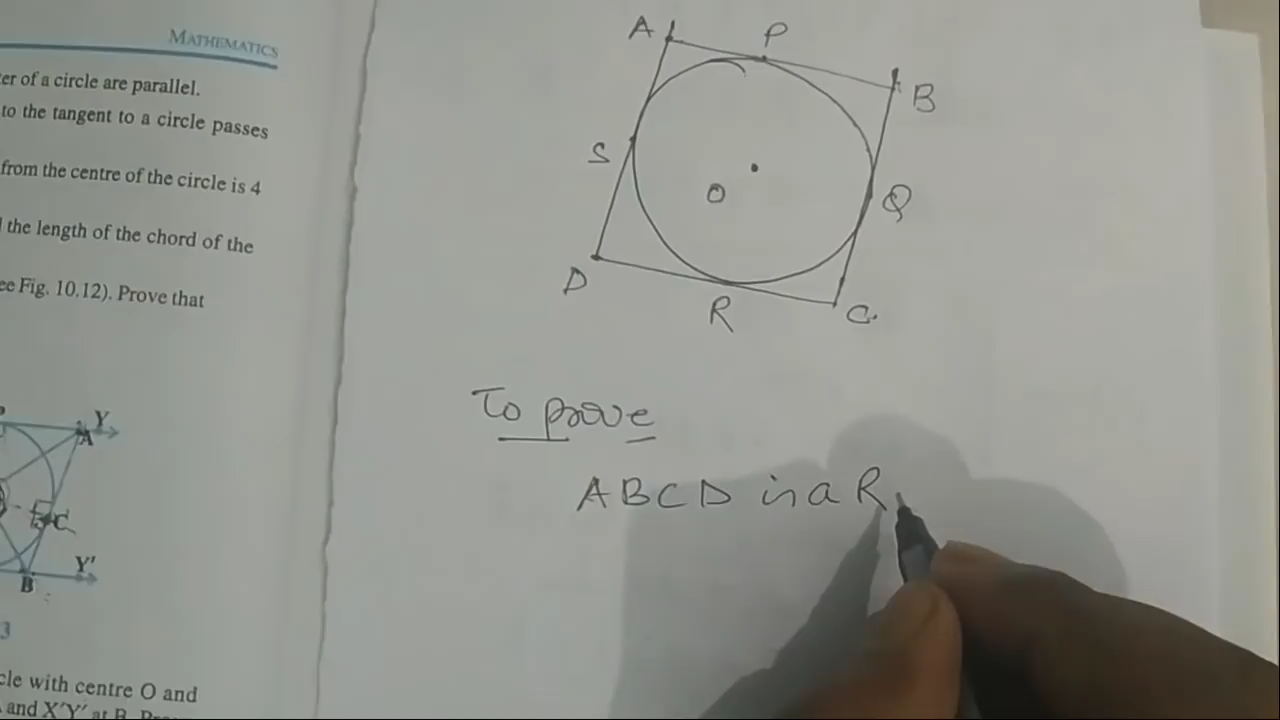 MATHEMATICS
er of a circle are parallel.
to the tangent to a circle passes
from the centre of the circle is 4
the length of the chord of the
ee Fig. 10.12). Prove that
Y
A
C
Y'
B
3
cle with centre O and
and X'Y' at B.
A P
B
S
O Q
D
R C.
To prove
ABCD is a R